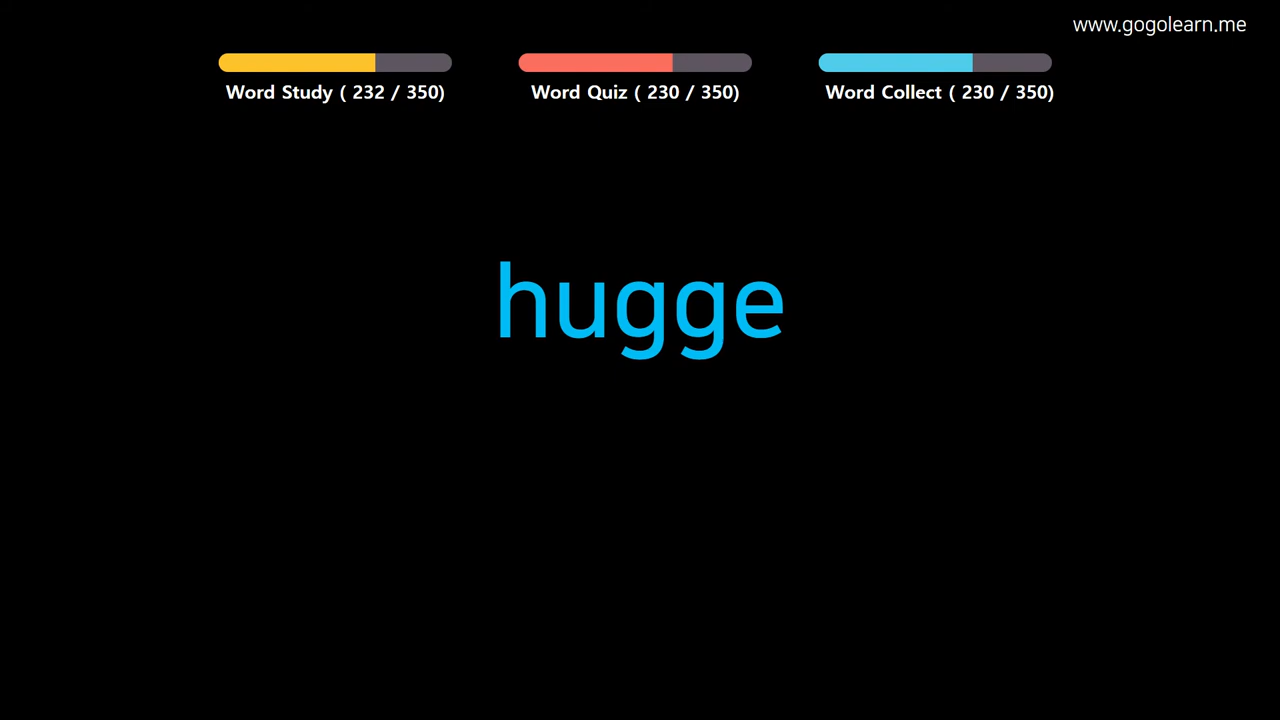 www.gogolearn.me
Word Study ( 232 / 350)
Word Quiz ( 230 / 350)
Word Collect ( 230 / 350)
hugge